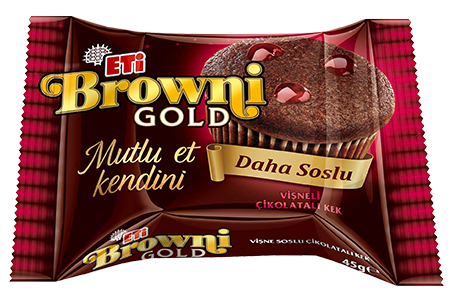 ETİ
Browni
GOLD
Mutlu et
kendini
Daha Soslu
VİŞNELİ
ÇİKOLATALI KEK
ETİ
Browni
GOLD
VİŞNE SOSLU ÇİKOLATALI KEK
45g℮